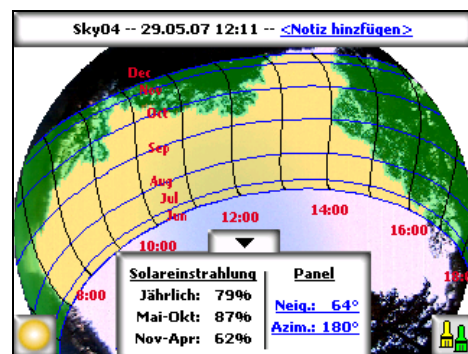 Sky04 -- 29.05.07 12:11 -- <Notiz hinzufügen>
Dec
Nov
Oct
Sep
Aug
Jul
Jun
8:00
10:00
12:00
14:00
16:00
Solareinstrahlung
Jährlich: 79%
Mai-Okt: 87%
Nov-Apr: 62%
Panel
Neig.: 64°
Azim.: 180°